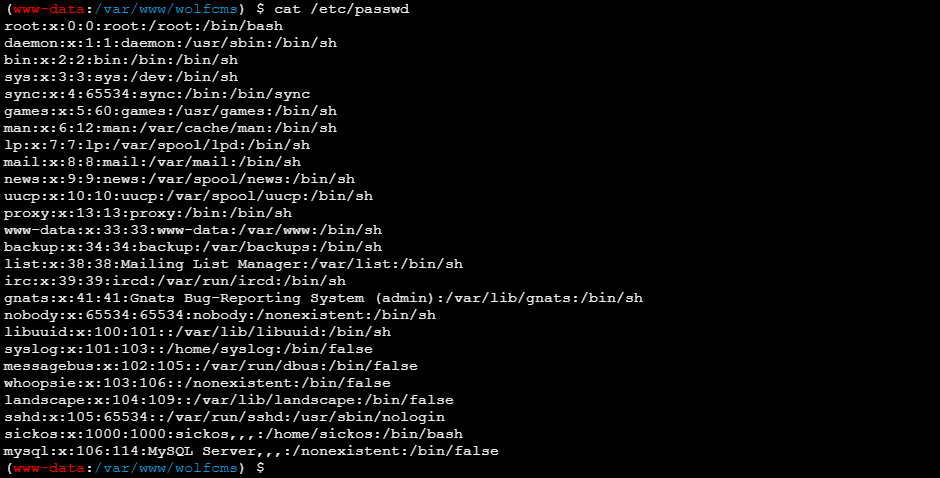 (www-data:/var/www/wolfcms) $ cat /etc/passwd
root:x:0:0:root:/root:/bin/bash
daemon:x:1:1:daemon:/usr/sbin:/bin/sh
bin:x:2:2:bin:/bin:/bin/sh
sys:x:3:3:sys:/dev:/bin/sh
sync:x:4:65534:sync:/bin:/bin/sync
games:x:5:60:games:/usr/games:/bin/sh
man:x:6:12:man:/var/cache/man:/bin/sh
lp:x:7:7:lp:/var/spool/lpd:/bin/sh
mail:x:8:8:mail:/var/mail:/bin/sh
news:x:9:9:news:/var/spool/news:/bin/sh
uucp:x:10:10:uucp:/var/spool/uucp:/bin/sh
proxy:x:13:13:proxy:/bin:/bin/sh
www-data:x:33:33:www-data:/var/www:/bin/sh
backup:x:34:34:backup:/var/backups:/bin/sh
list:x:38:38:Mailing List Manager:/var/list:/bin/sh
irc:x:39:39:ircd:/var/run/ircd:/bin/sh
gnats:x:41:41:Gnats Bug-Reporting System (admin):/var/lib/gnats:/bin/sh
nobody:x:65534:65534:nobody:/nonexistent:/bin/sh
libuuid:x:100:101::/var/lib/libuuid:/bin/sh
syslog:x:101:103::/home/syslog:/bin/false
messagebus:x:102:105::/var/run/dbus:/bin/false
whoopsie:x:103:106::/nonexistent:/bin/false
landscape:x:104:109::/var/lib/landscape:/bin/false
sshd:x:105:65534::/var/run/sshd:/usr/sbin/nologin
sickos:x:1000:1000:sickos,,,:/home/sickos:/bin/bash
mysql:x:106:114:MySQL Server,,,:/nonexistent:/bin/false
(www-data:/var/www/wolfcms) $